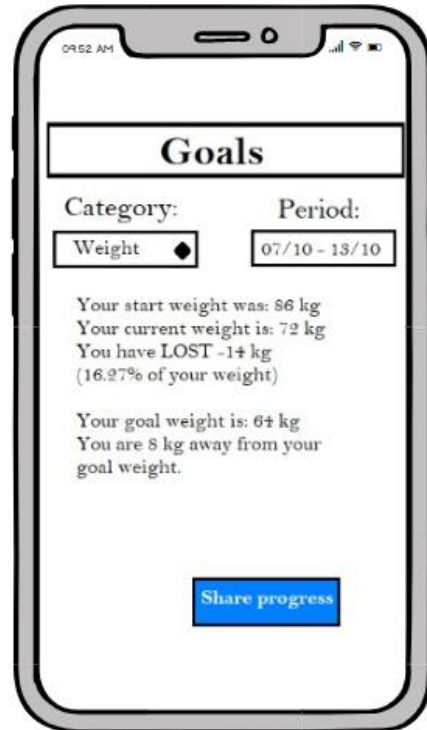 09:52 AM
Goals
Category:
Period:
Weight
07/10 - 13/10
Your start weight was: 86 kg
Your current weight is: 72 kg
You have LOST -14 kg
(16.27% of your weight)
Your goal weight is: 64 kg
You are 8 kg away from your
goal weight.
Share progress